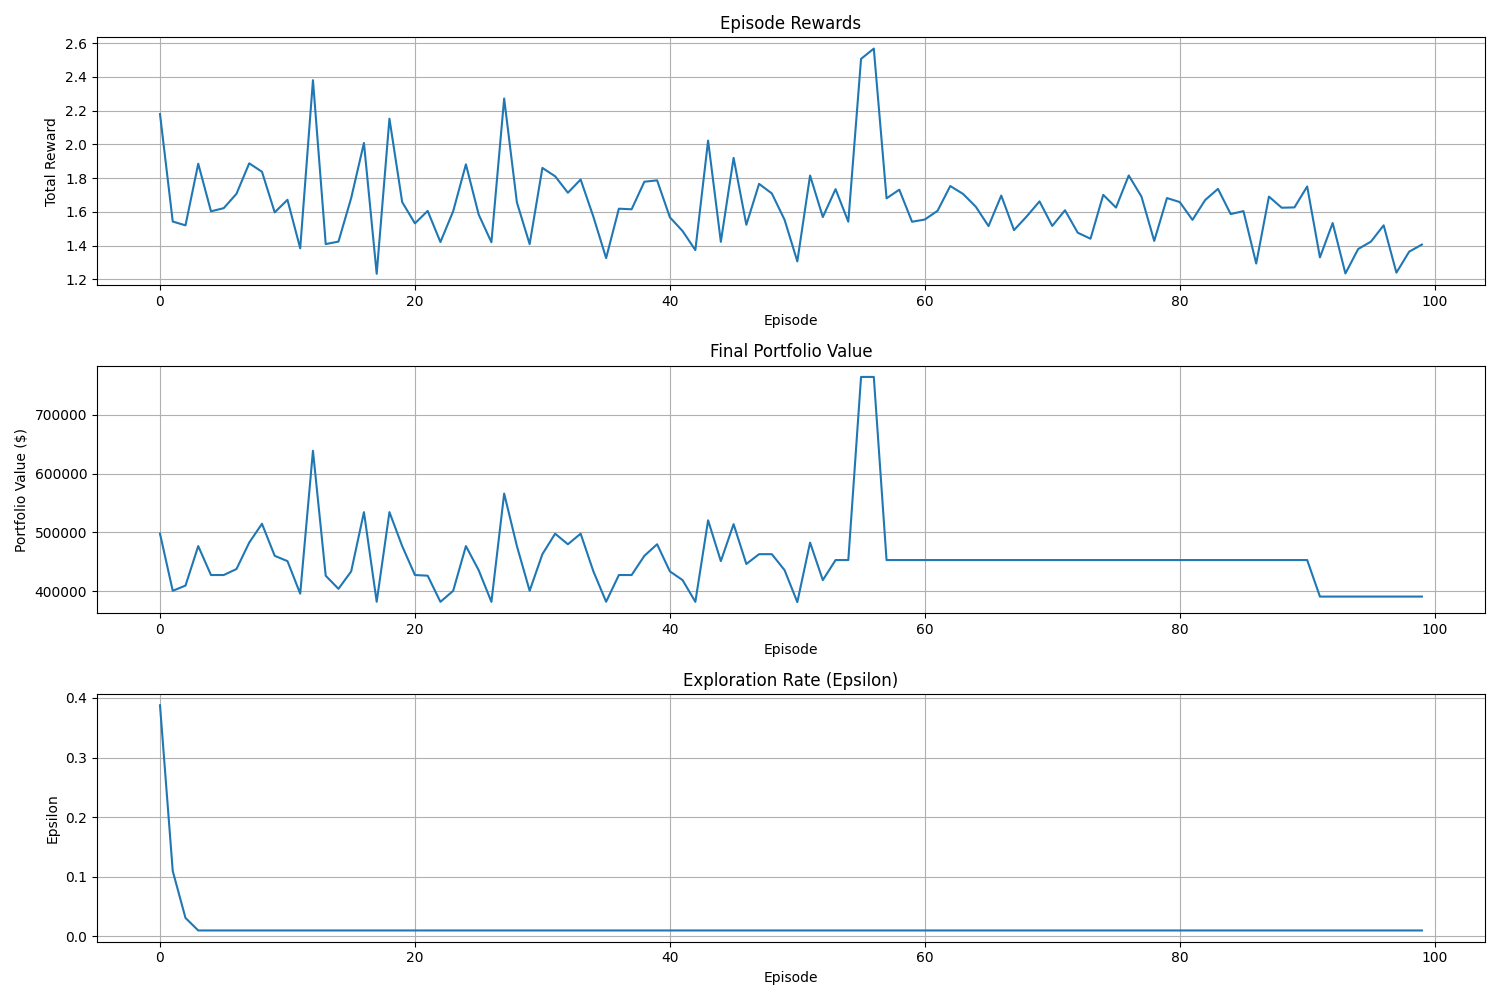 Episode Rewards
2.6
2.4
2.2
2.0
1.8
1.6
1.4
1.2
Total Reward
0 20 40 60 80 100
Episode
Final Portfolio Value
700000
600000
500000
400000
Portfolio Value ($)
0 20 40 60 80 100
Episode
Exploration Rate (Epsilon)
0.4
0.3
0.2
0.1
0.0
Epsilon
0 20 40 60 80 100
Episode